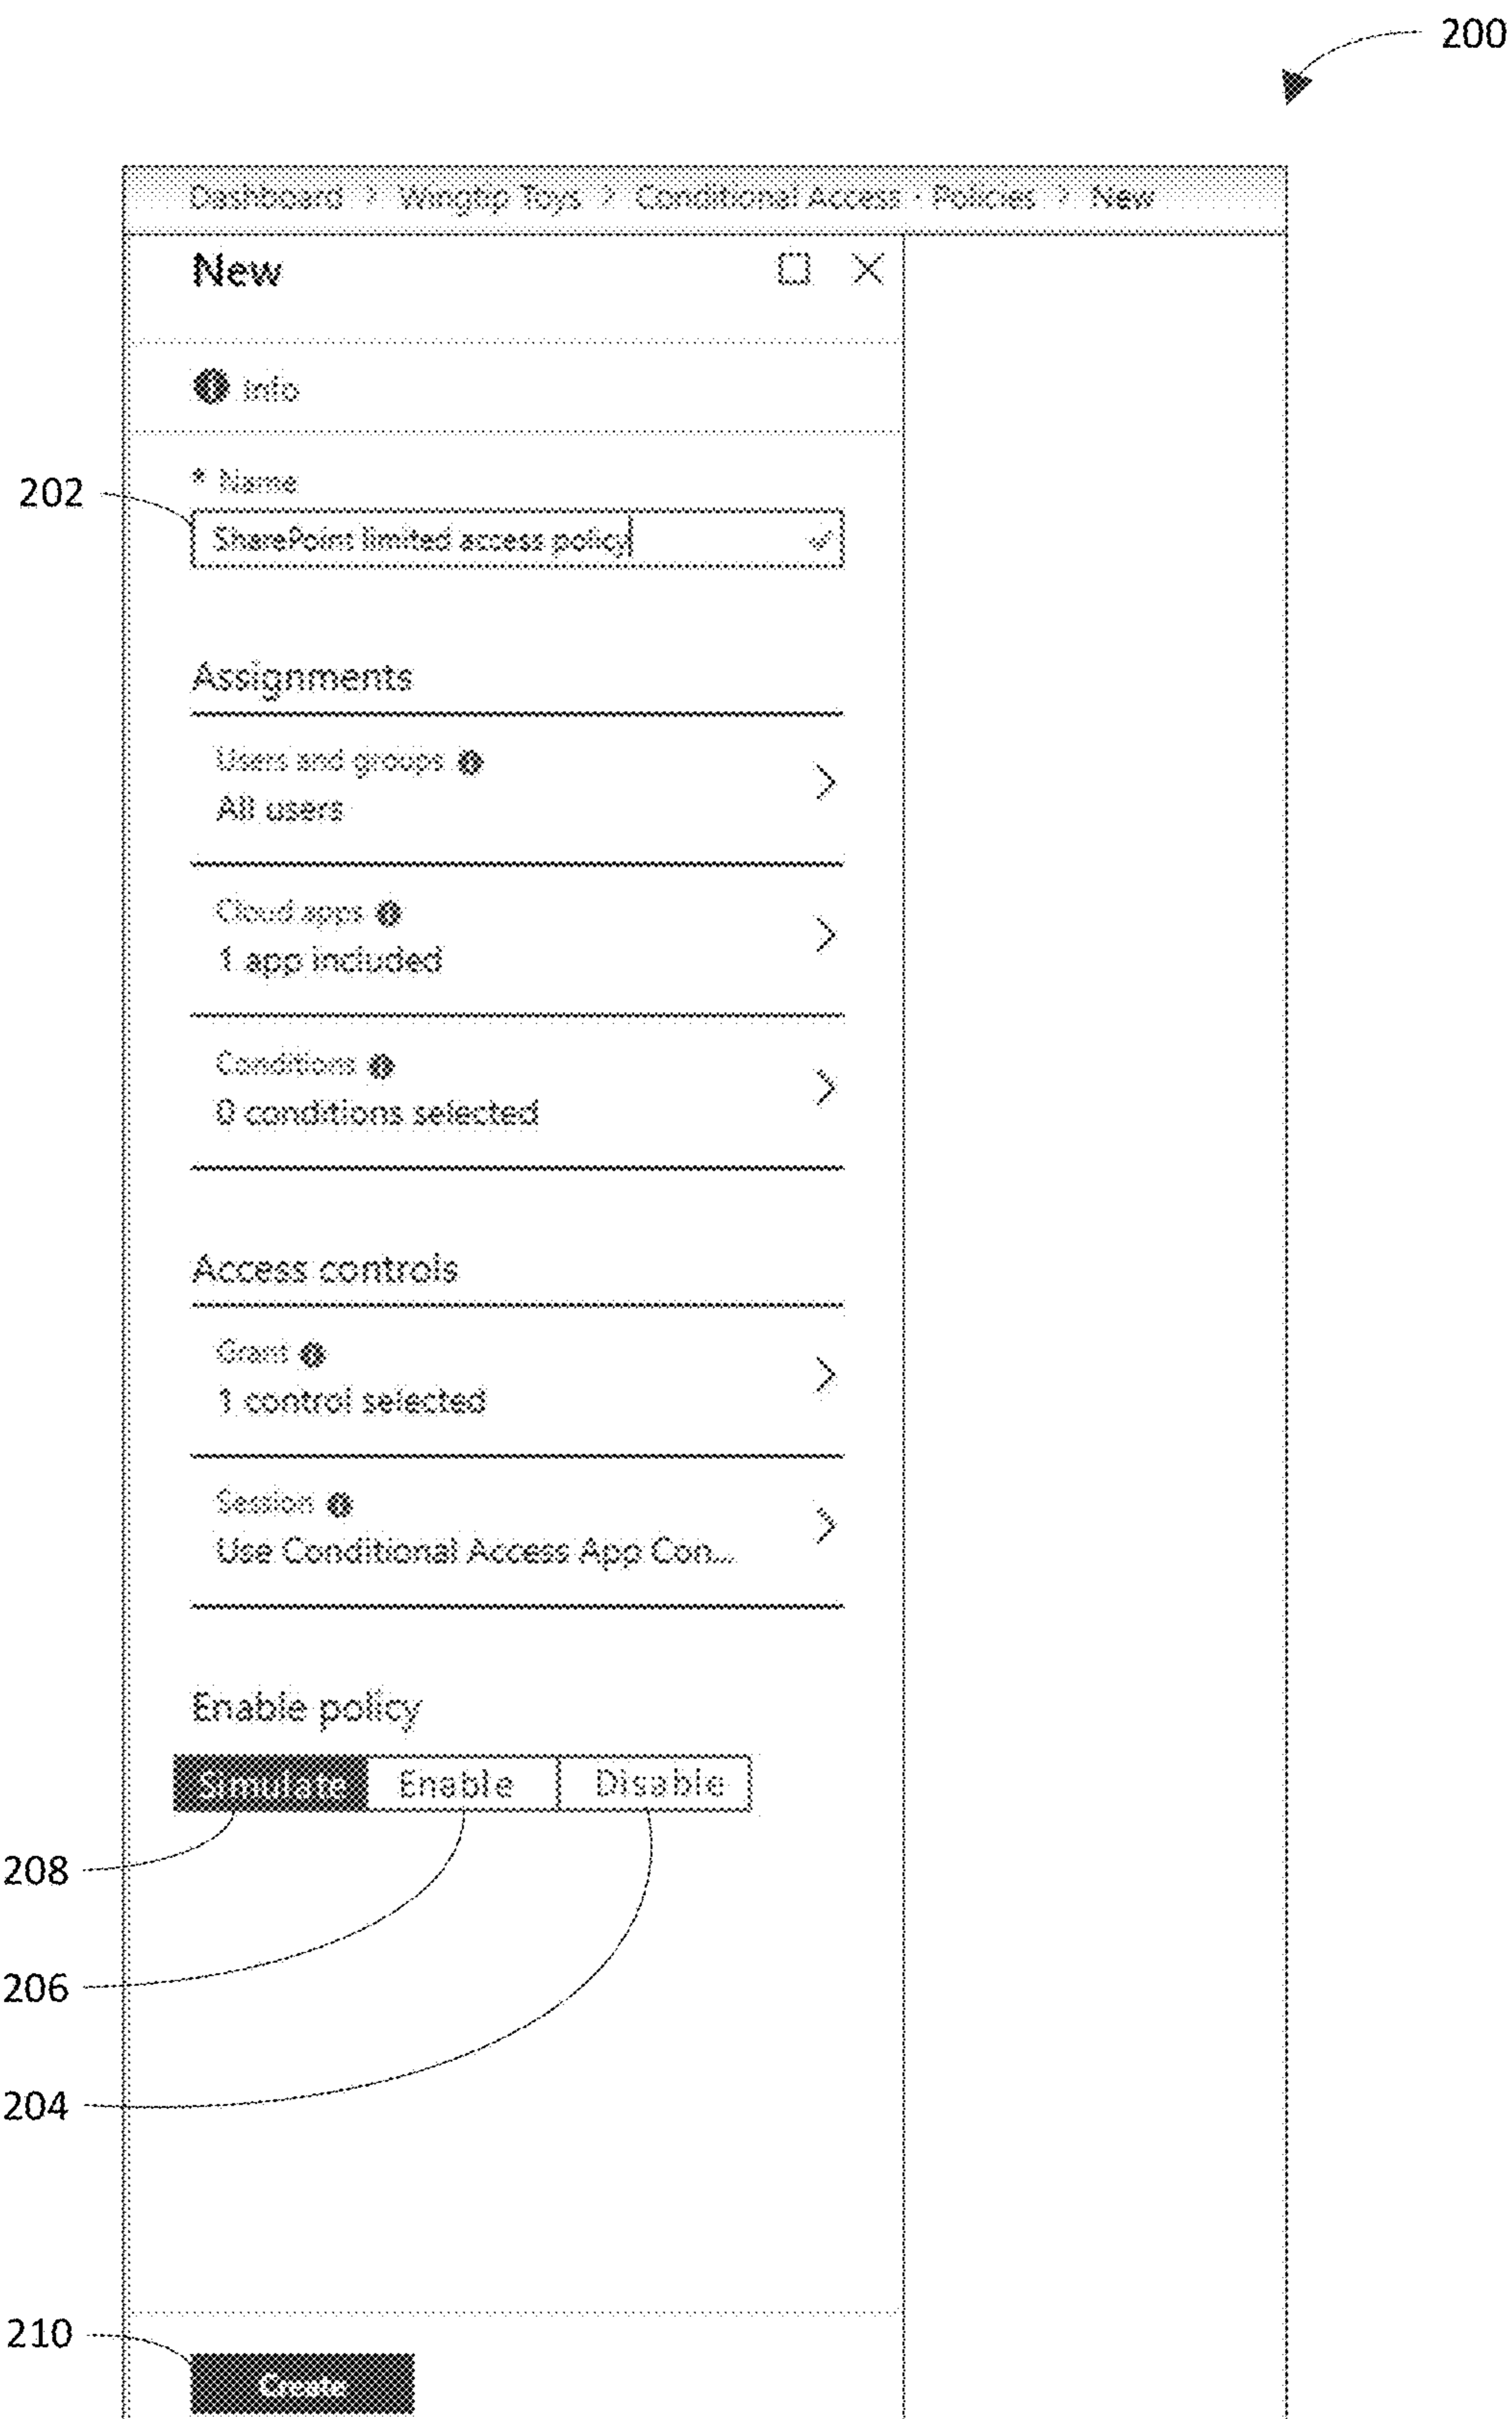 200
Dashboard > Wingtip Toys > Conditional Access · Policies > New
New
Info
* Name
202
SharePoint limited access policy
Assignments
Users and groups
All users
Cloud apps
1 app included
Conditions
0 conditions selected
Access controls
Grant
1 control selected
Session
Use Conditional Access App Con...
Enable policy
Simulate Enable Disable
208
206
204
210
Create